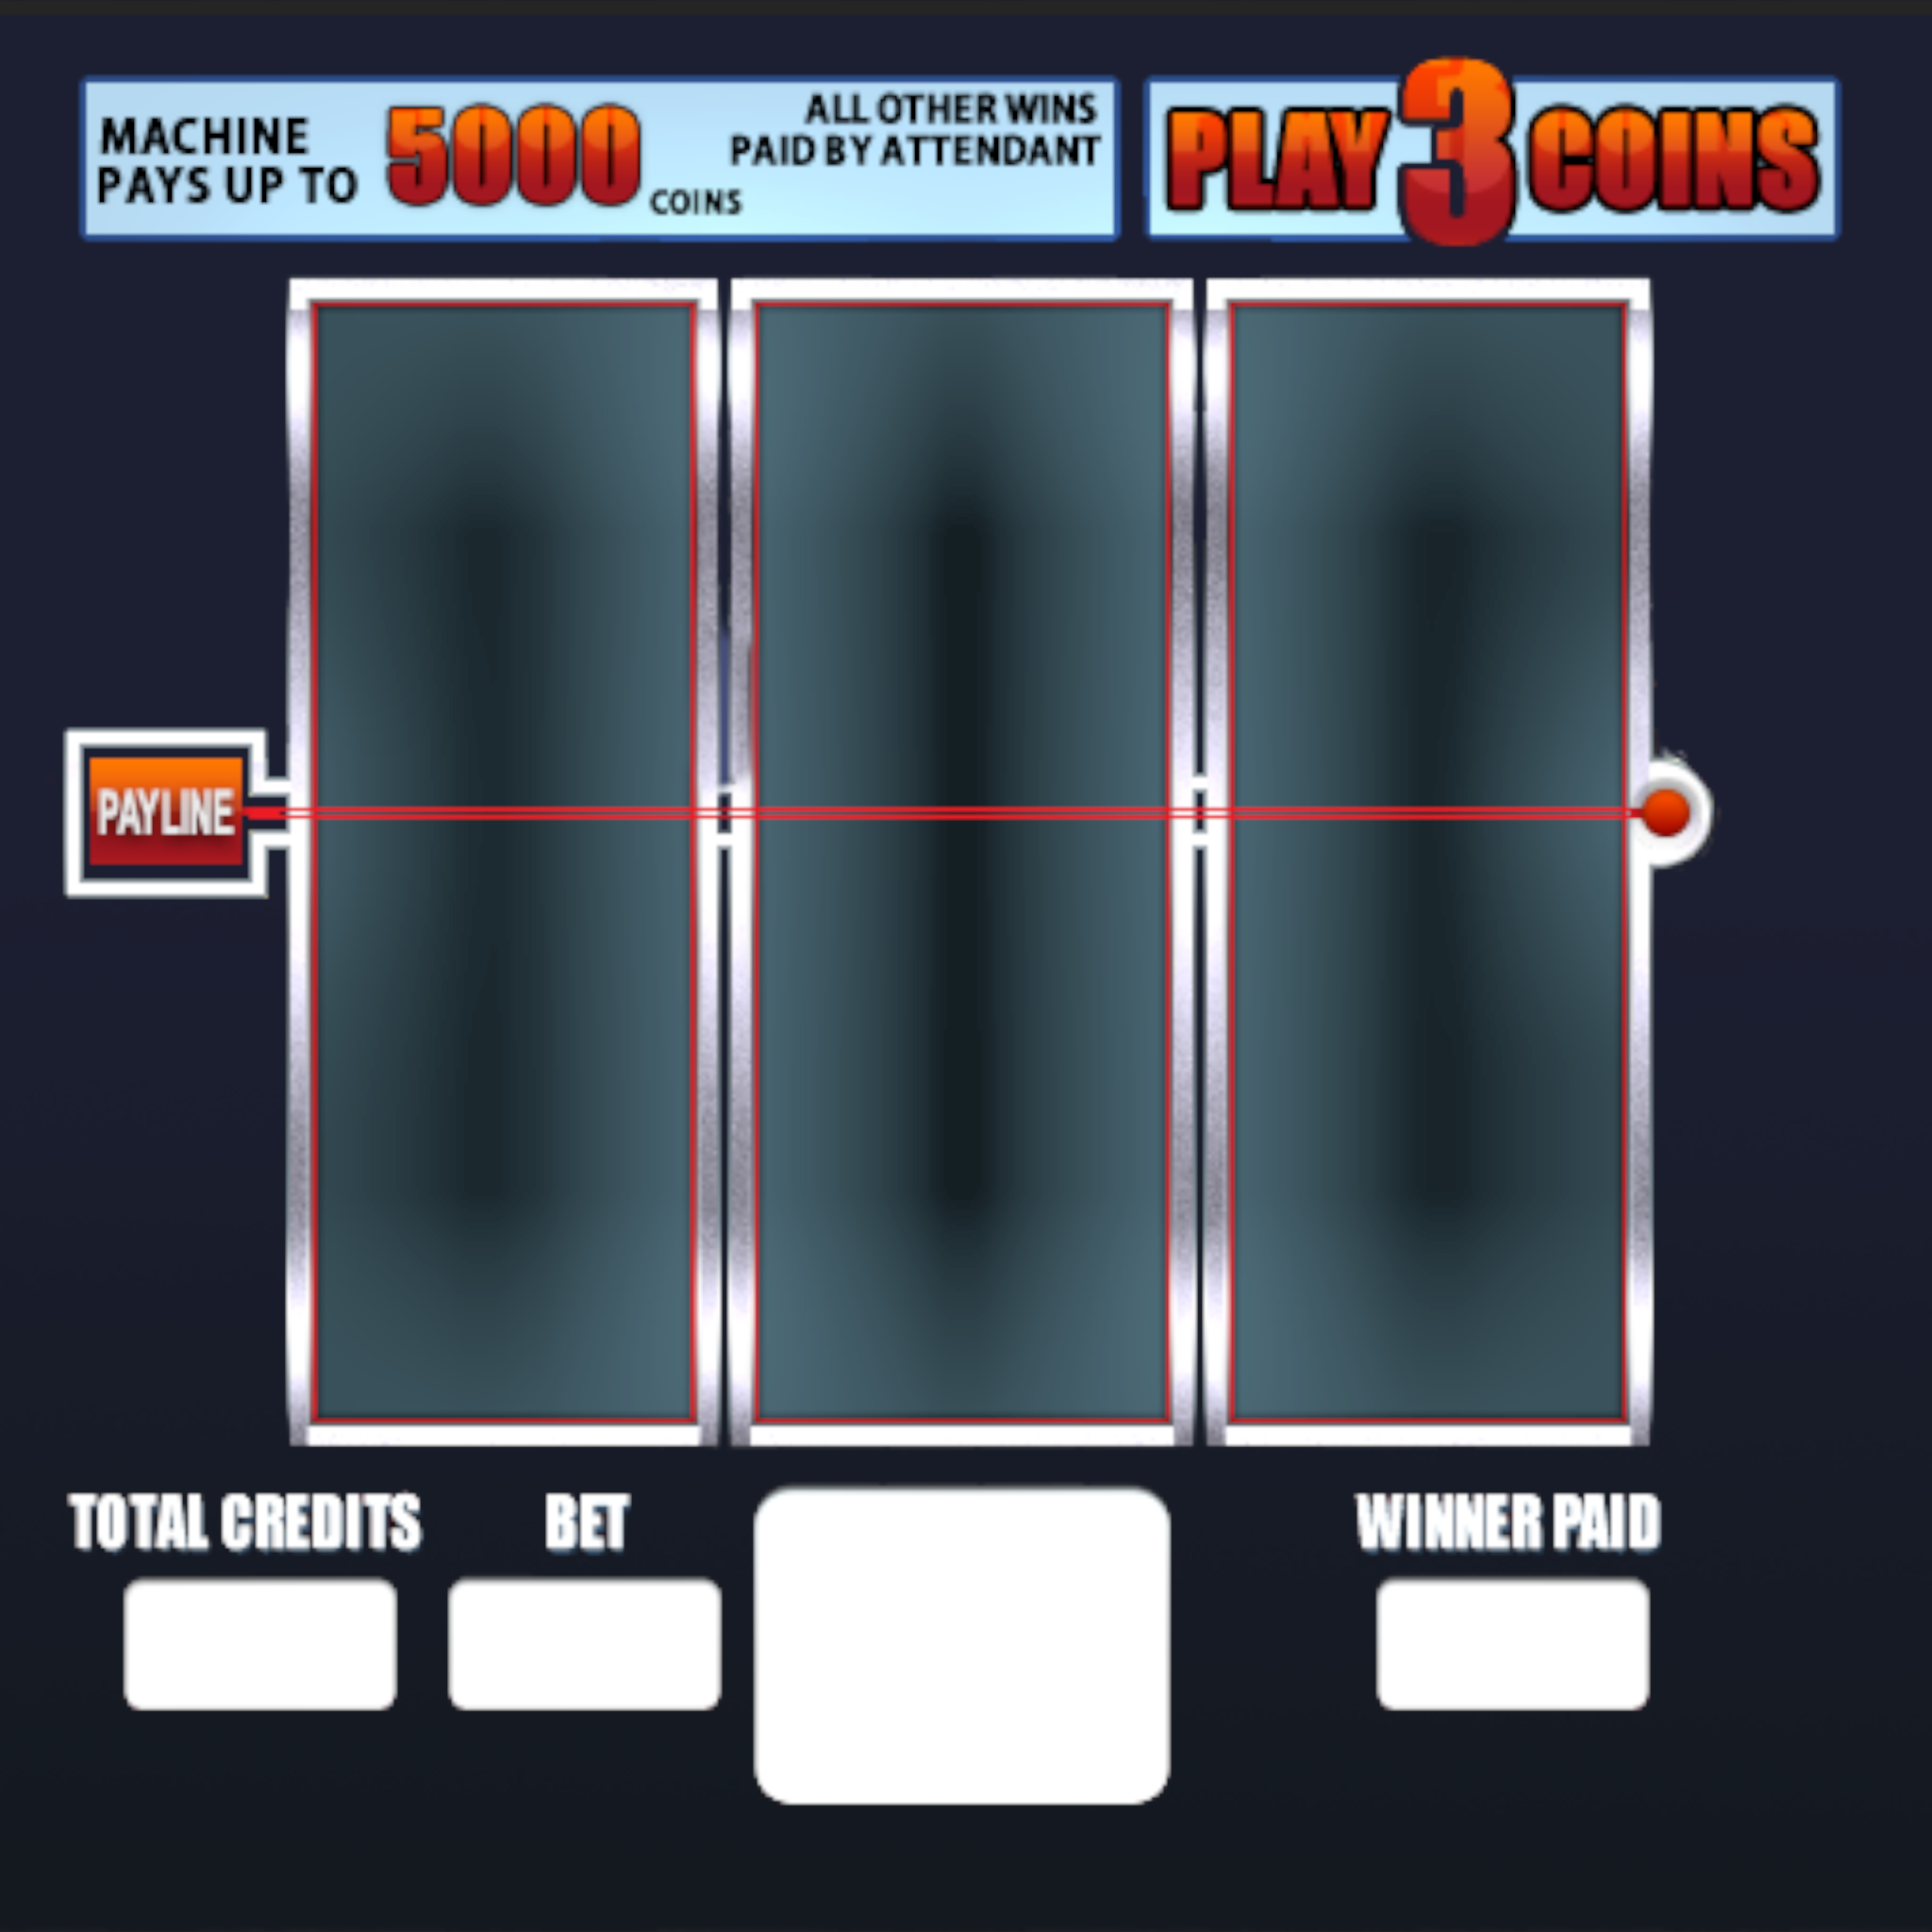 MACHINE
PAYS UP TO
5000
COINS
ALL OTHER WINS
PAID BY ATTENDANT
PLAY 3 COINS
PAYLINE
TOTAL CREDITS
BET
WINNER PAID